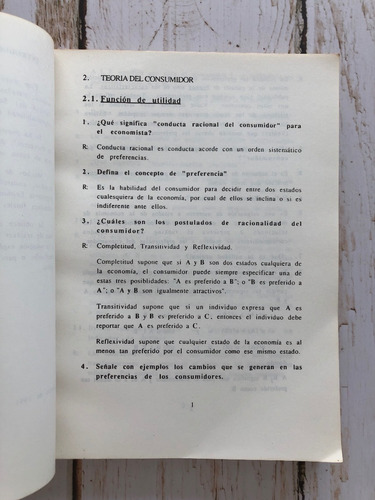 2. TEORIA DEL CONSUMIDOR
2.1. Función de utilidad
1. ¿Qué significa "conducta racional del consumidor" para
el economista?
R: Conducta racional es conducta acorde con un orden sistemático
de preferencias.
2. Defina el concepto de "preferencia"
R: Es la habilidad del consumidor para decidir entre dos estados
cualesquiera de la economía, por cual de ellos se inclina o si es
indiferente ante ellos.
3. ¿Cuáles son los postulados de racionalidad del
consumidor?
R: Completitud, Transitividad y Reflexividad.
Completitud supone que si A y B son dos estados cualquiera de
la economía, el consumidor puede siempre especificar una de
estas tres posiblidades: "A es preferido a B"; o "B es preferido a
A"; o "A y B son igualmente atractivos".
Transitividad supone que si un individuo expresa que A es
preferido a B y B es preferido a C, entonces el individuo debe
reportar que A es preferido a C.
Reflexividad supone que cualquier estado de la economía es al
menos tan preferido por el consumidor como ese mismo estado.
4. Señale con ejemplos los cambios que se generan en las
preferencias de los consumidores.
1